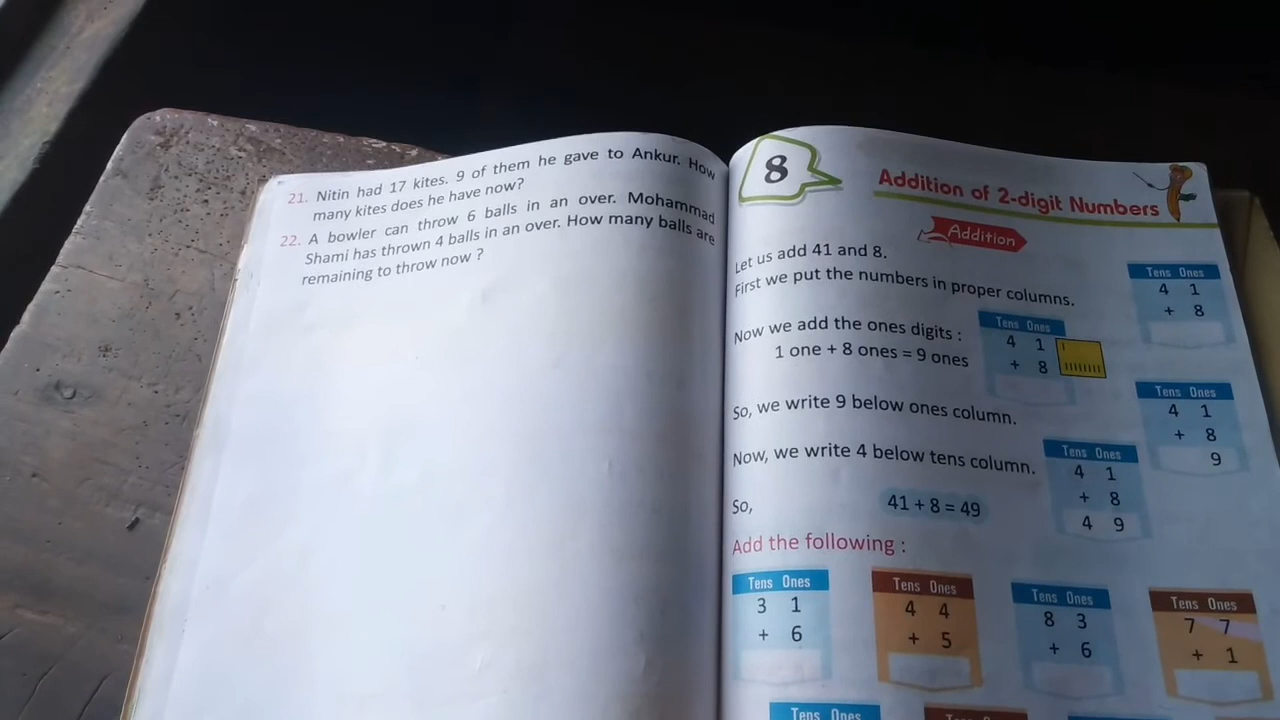 21. Nitin had 17 kites. 9 of them he gave to Ankur. How
many kites does he have now?
22. A bowler can throw 6 balls in an over. Mohammad
Shami has thrown 4 balls in an over. How many balls are
remaining to throw now ?
8
Addition of 2-digit Numbers
Addition
Let us add 41 and 8.
First we put the numbers in proper columns.
Tens Ones
4 1
+ 8
Now we add the ones digits :
1 one + 8 ones = 9 ones
Tens Ones
4 1
+ 8
So, we write 9 below ones column.
Tens Ones
4 1
+ 8
9
Now, we write 4 below tens column.
Tens Ones
4 1
+ 8
4 9
So,
41 + 8 = 49
Add the following :
Tens Ones
3 1
+ 6
Tens Ones
4 4
+ 5
Tens Ones
8 3
+ 6
Tens Ones
7 7
+ 1
Tens Ones